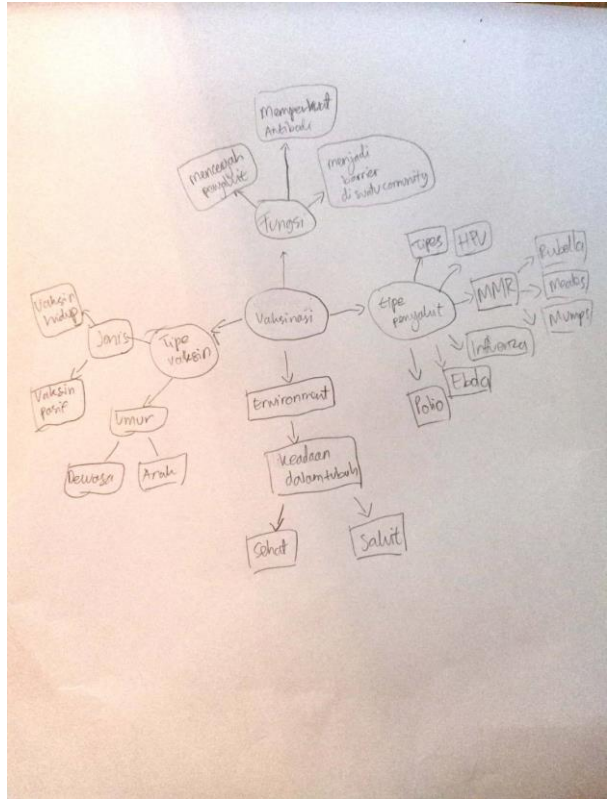 Memperkuat
Antibodi
mencegah
penyakit
menjadi
barrier
di suatu comunity
Fungsi
Tipes
HPV
Rubella
MMR
Measles
Mumps
Influenza
Ebola
Polio
tipe
penyakit
Vaksinasi
Tipe
vaksin
Jenis
Vaksin
hidup
Vaksin
pasif
Umur
Dewasa
Anak
Environment
keadaan
dalam tubuh
Sehat
Sakit